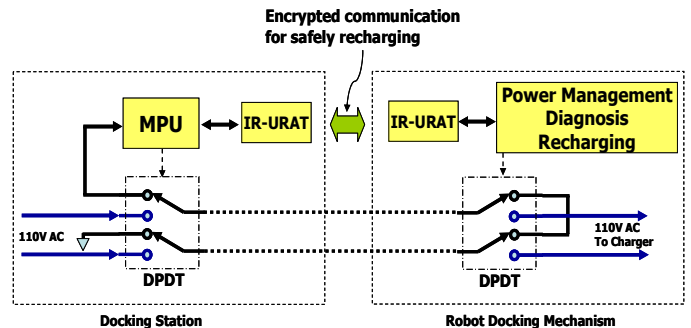 Encrypted communication
for safely recharging
MPU
IR-URAT
IR-URAT
Power Management
Diagnosis
Recharging
110V AC
DPDT
DPDT
110V AC
To Charger
Docking Station
Robot Docking Mechanism